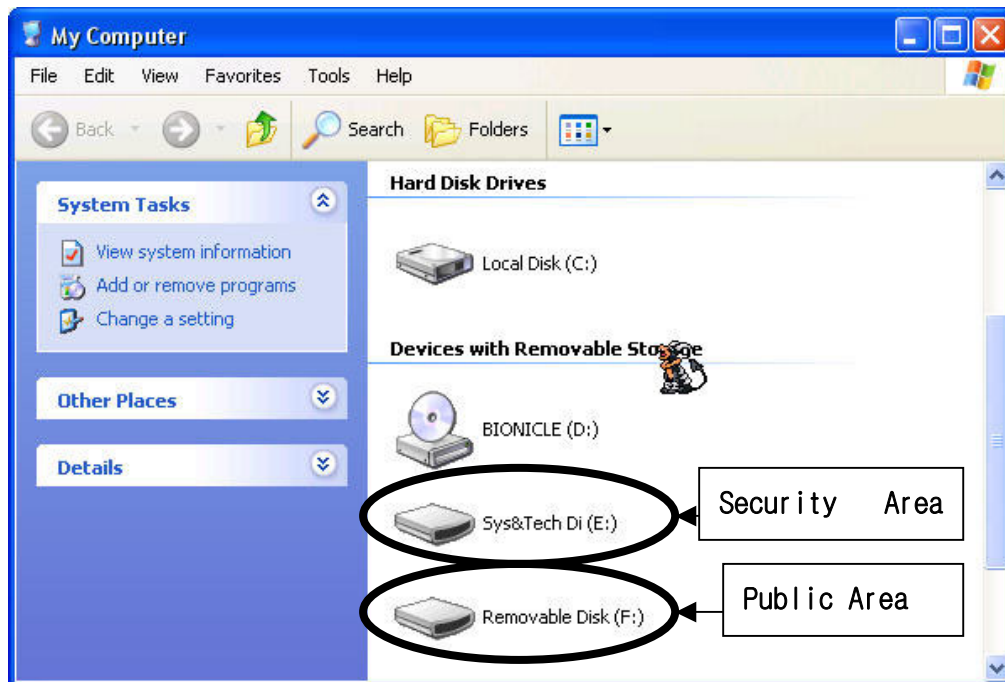 My Computer
File Edit View Favorites Tools Help
Back Search Folders
System Tasks
View system information
Add or remove programs
Change a setting
Other Places
Details
Hard Disk Drives
Local Disk (C:)
Devices with Removable Storage
BIONICLE (D:)
Sys&Tech Di (E:)
Security Area
Removable Disk (F:)
Public Area